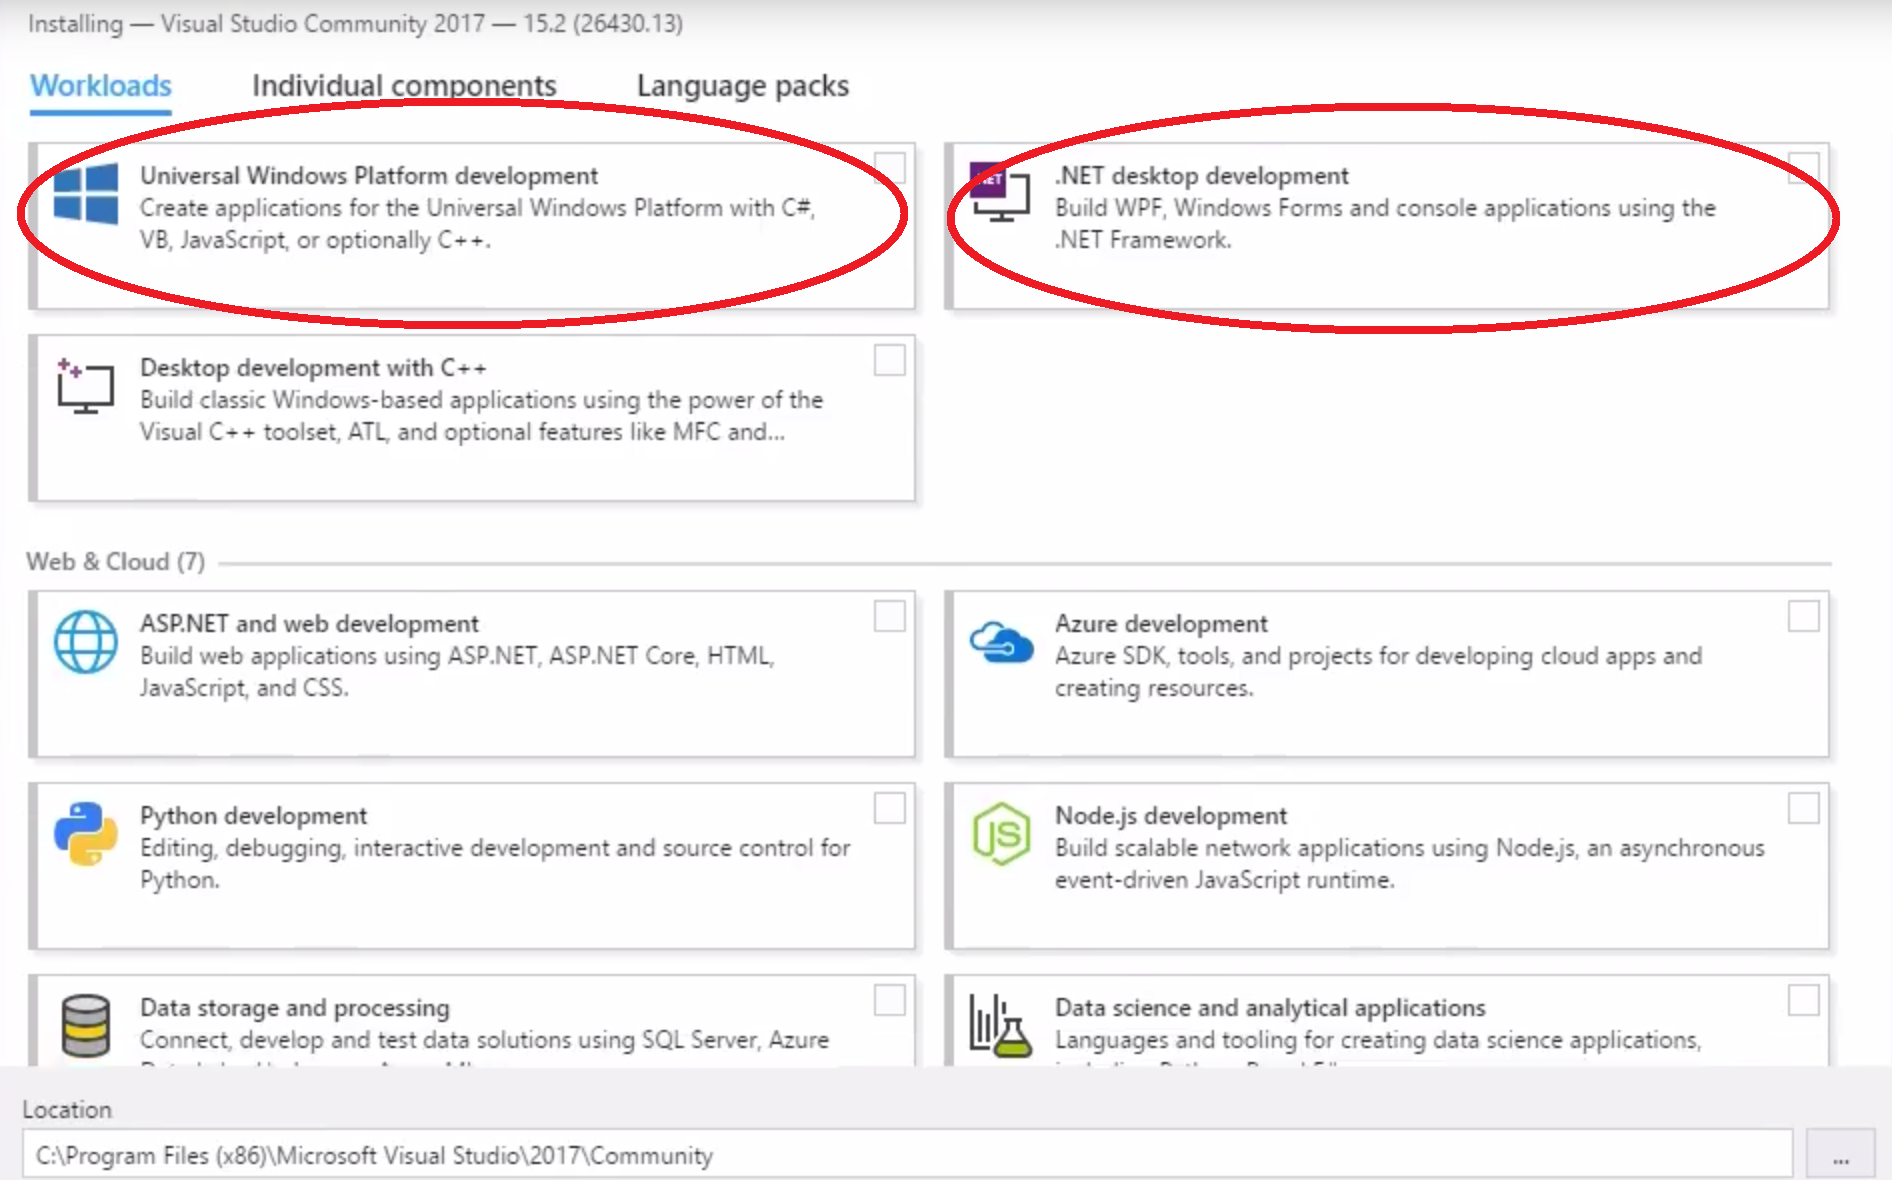 Installing — Visual Studio Community 2017 — 15.2 (26430.13)
Workloads
Individual components
Language packs
Universal Windows Platform development
Create applications for the Universal Windows Platform with C#,
VB, JavaScript, or optionally C++.
.NET desktop development
Build WPF, Windows Forms and console applications using the
.NET Framework.
Desktop development with C++
Build classic Windows-based applications using the power of the
Visual C++ toolset, ATL, and optional features like MFC and...
Web & Cloud (7)
ASP.NET and web development
Build web applications using ASP.NET, ASP.NET Core, HTML,
JavaScript, and CSS.
Azure development
Azure SDK, tools, and projects for developing cloud apps and
creating resources.
Python development
Editing, debugging, interactive development and source control for
Python.
JS
Node.js development
Build scalable network applications using Node.js, an asynchronous
event-driven JavaScript runtime.
Data storage and processing
Connect, develop and test data solutions using SQL Server, Azure
Data science and analytical applications
Languages and tooling for creating data science applications,
Location
C:\Program Files (x86)\Microsoft Visual Studio\2017\Community
...